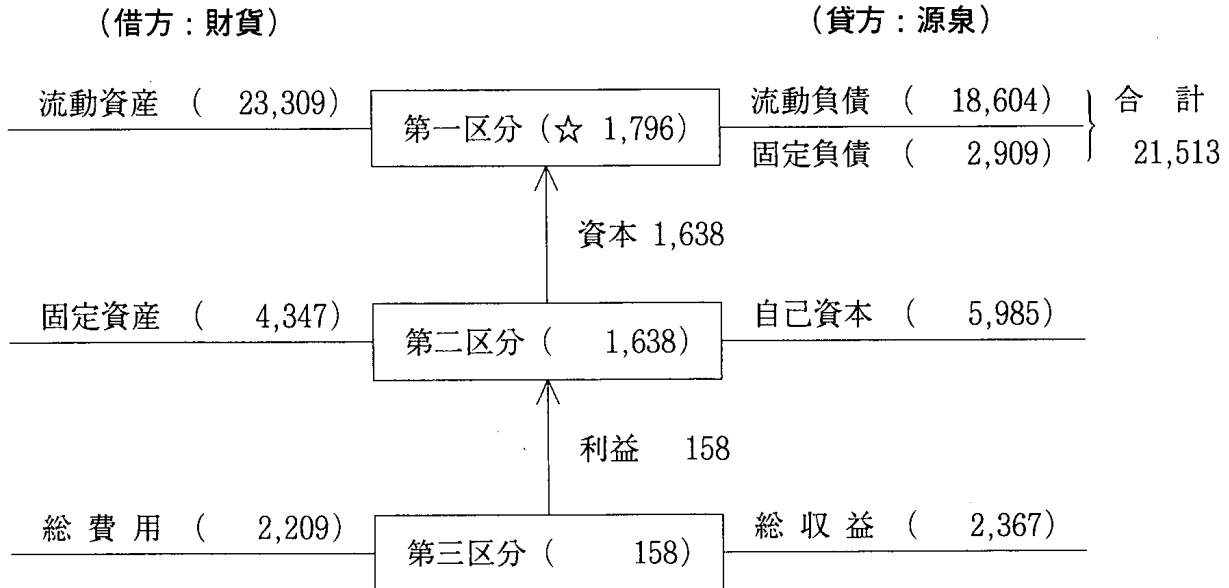 (借方:財貨) (貸方:源泉)
流動資産 ( 23,309) 第一区分 (☆ 1,796) 流動負債 ( 18,604) 合 計
固定負債 ( 2,909) 21,513
資本 1,638
固定資産 ( 4,347) 第二区分 ( 1,638) 自己資本 ( 5,985)
利益 158
総 費 用 ( 2,209) 第三区分 ( 158) 総 収 益 ( 2,367)